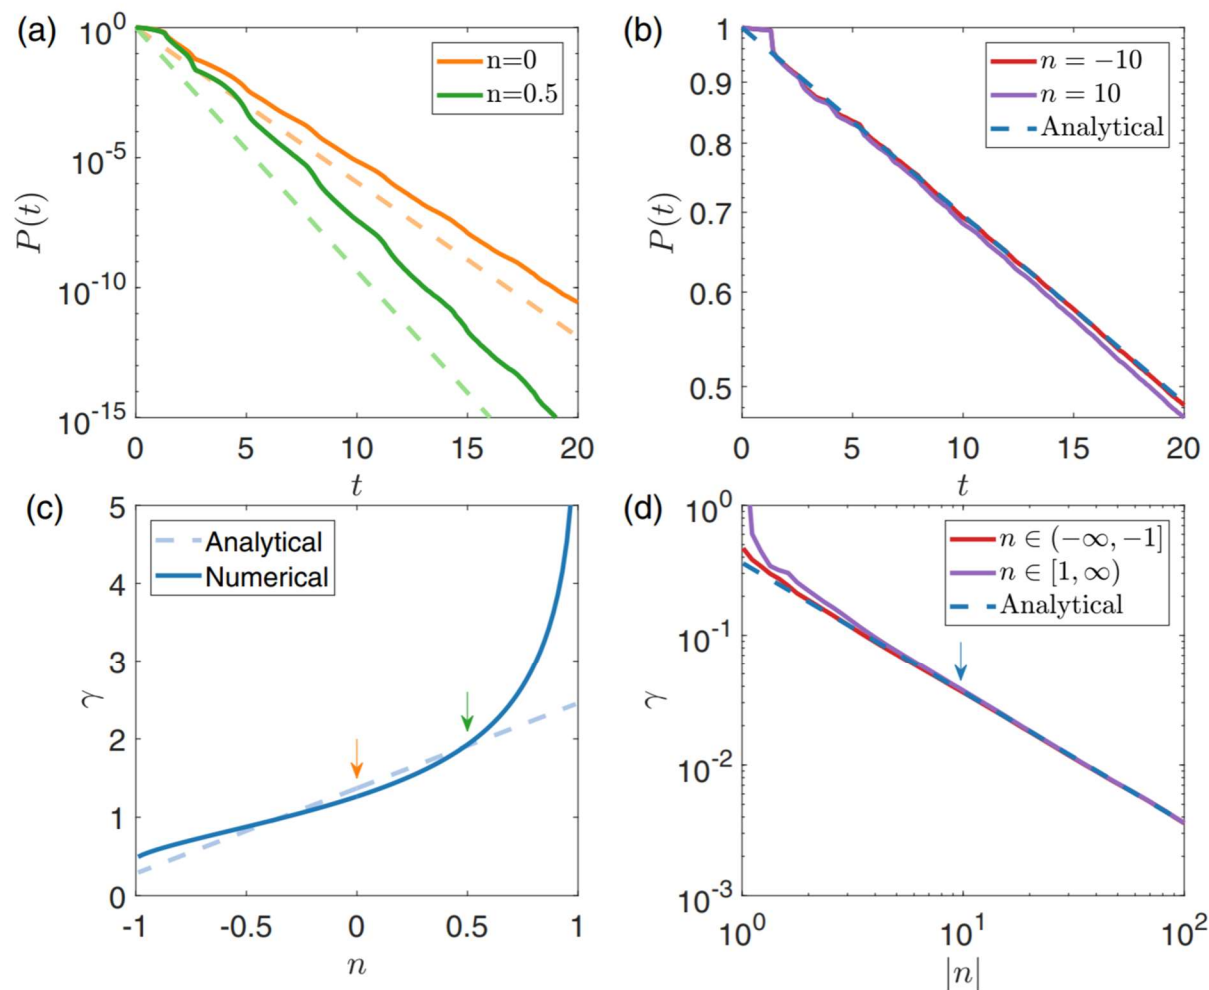 (a)
10^0
10^-5
10^-10
10^-15
P(t)
n=0
n=0.5
0 5 10 15 20
t
(b)
1
0.9
0.8
0.7
0.6
0.5
P(t)
n = −10
n = 10
Analytical
0 5 10 15 20
t
(c)
5
4
3
2
1
0
γ
Analytical
Numerical
-1 -0.5 0 0.5 1
n
(d)
10^0
10^-1
10^-2
10^-3
γ
n ∈ (−∞, −1]
n ∈ [1, ∞)
Analytical
10^0 10^1 10^2
|n|